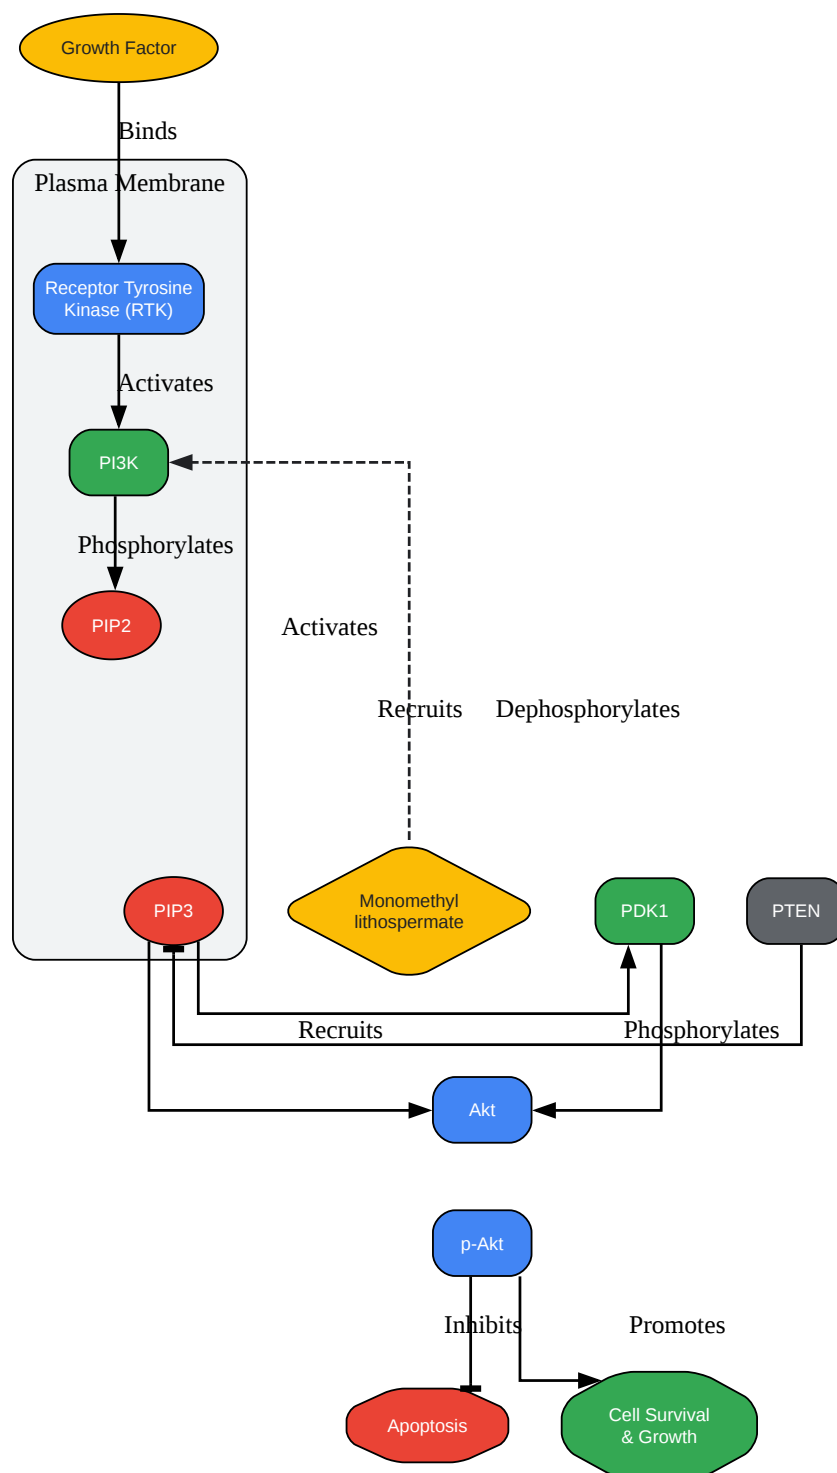 Growth Factor
Binds
Plasma Membrane
Receptor Tyrosine
Kinase (RTK)
Activates
PI3K
Phosphorylates
PIP2
Activates
Recruits
Dephosphorylates
PIP3
Monomethyl
lithospermate
PDK1
PTEN
Recruits
Phosphorylates
Akt
p-Akt
Inhibits
Promotes
Apoptosis
Cell Survival
& Growth